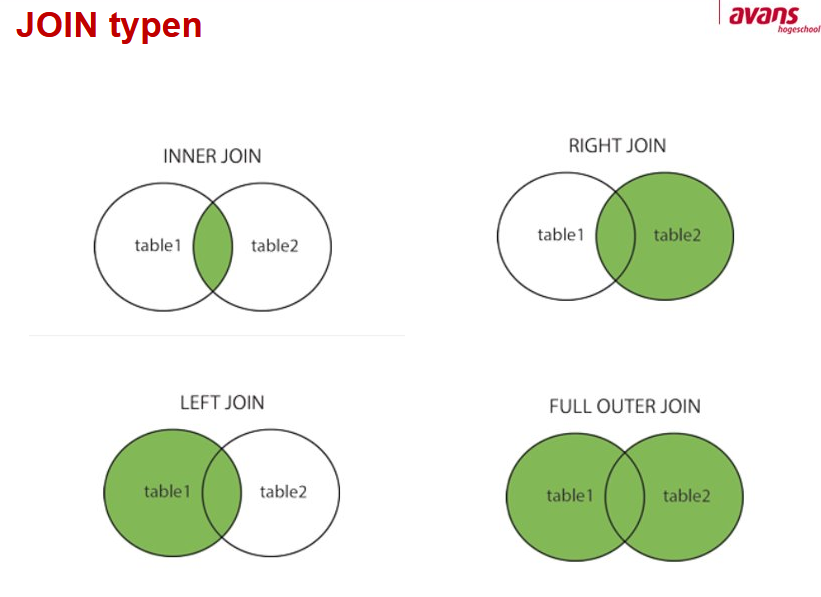 JOIN typen
avans
hogeschool
INNER JOIN
table1 table2
RIGHT JOIN
table1 table2
LEFT JOIN
table1 table2
FULL OUTER JOIN
table1 table2